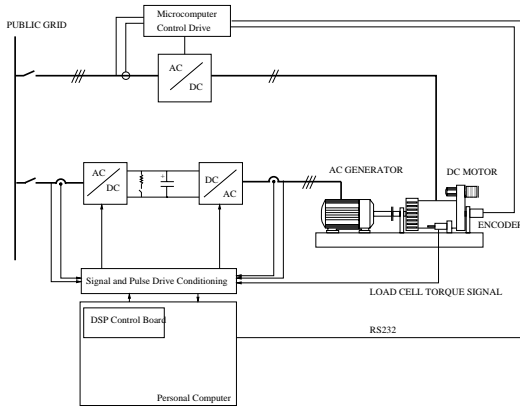 Microcomputer
Control Drive
PUBLIC GRID
AC
DC
AC
DC
DC
AC
AC GENERATOR
DC MOTOR
ENCODER
Signal and Pulse Drive Conditioning
LOAD CELL TORQUE SIGNAL
DSP Control Board
RS232
Personal Computer